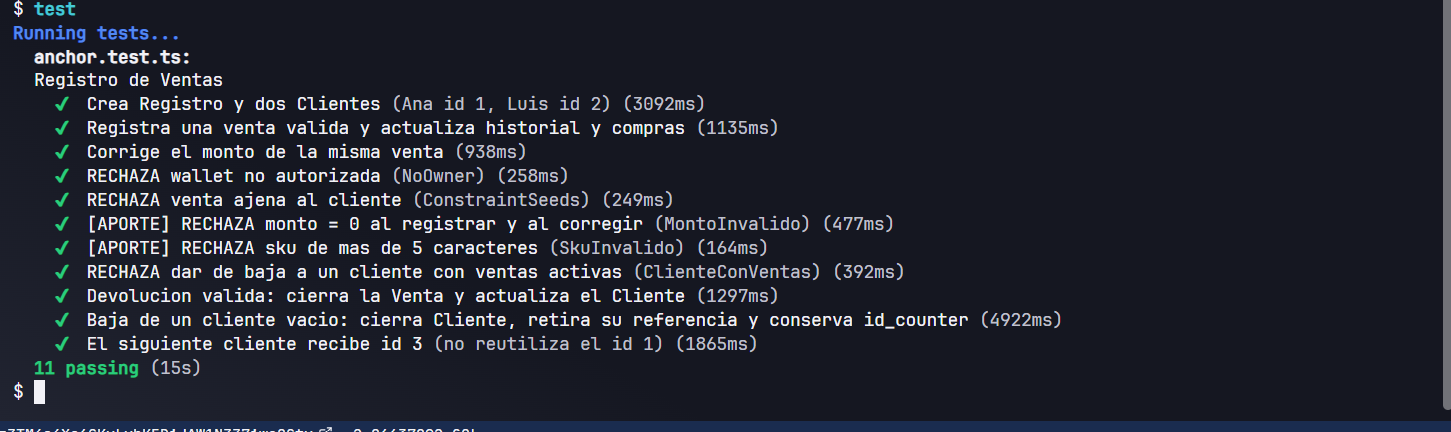 $ test
Running tests...
anchor.test.ts:
Registro de Ventas
✔ Crea Registro y dos Clientes (Ana id 1, Luis id 2) (3092ms)
✔ Registra una venta valida y actualiza historial y compras (1135ms)
✔ Corrige el monto de la misma venta (938ms)
✔ RECHAZA wallet no autorizada (NoOwner) (258ms)
✔ RECHAZA venta ajena al cliente (ConstraintSeeds) (249ms)
✔ [APORTE] RECHAZA monto = 0 al registrar y al corregir (MontoInvalido) (477ms)
✔ [APORTE] RECHAZA sku de mas de 5 caracteres (SkuInvalido) (164ms)
✔ RECHAZA dar de baja a un cliente con ventas activas (ClienteConVentas) (392ms)
✔ Devolucion valida: cierra la Venta y actualiza el Cliente (1297ms)
✔ Baja de un cliente vacio: cierra Cliente, retira su referencia y conserva id_counter (4922ms)
✔ El siguiente cliente recibe id 3 (no reutiliza el id 1) (1865ms)
11 passing (15s)
$